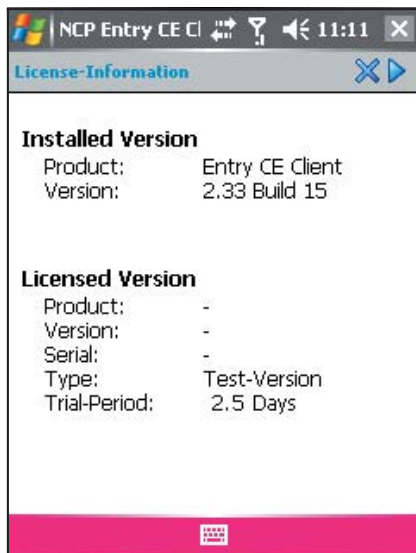 NCP Entry CE Cl 11:11
License-Information
Installed Version
Product: Entry CE Client
Version: 2.33 Build 15
Licensed Version
Product: -
Version: -
Serial: -
Type: Test-Version
Trial-Period: 2.5 Days